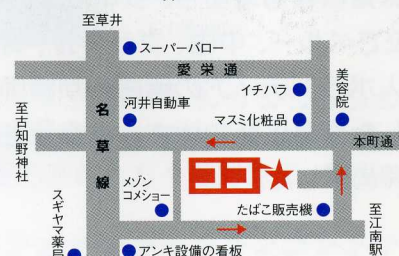 至草井
スーパーバロー
愛栄通
イチハラ
美容院
河井自動車
名草線
マスミ化粧品
至古知野神社
本町通
ココ
メゾン
コメショー
たばこ販売機
スギヤマ薬局
至江南駅
アンキ設備の看板